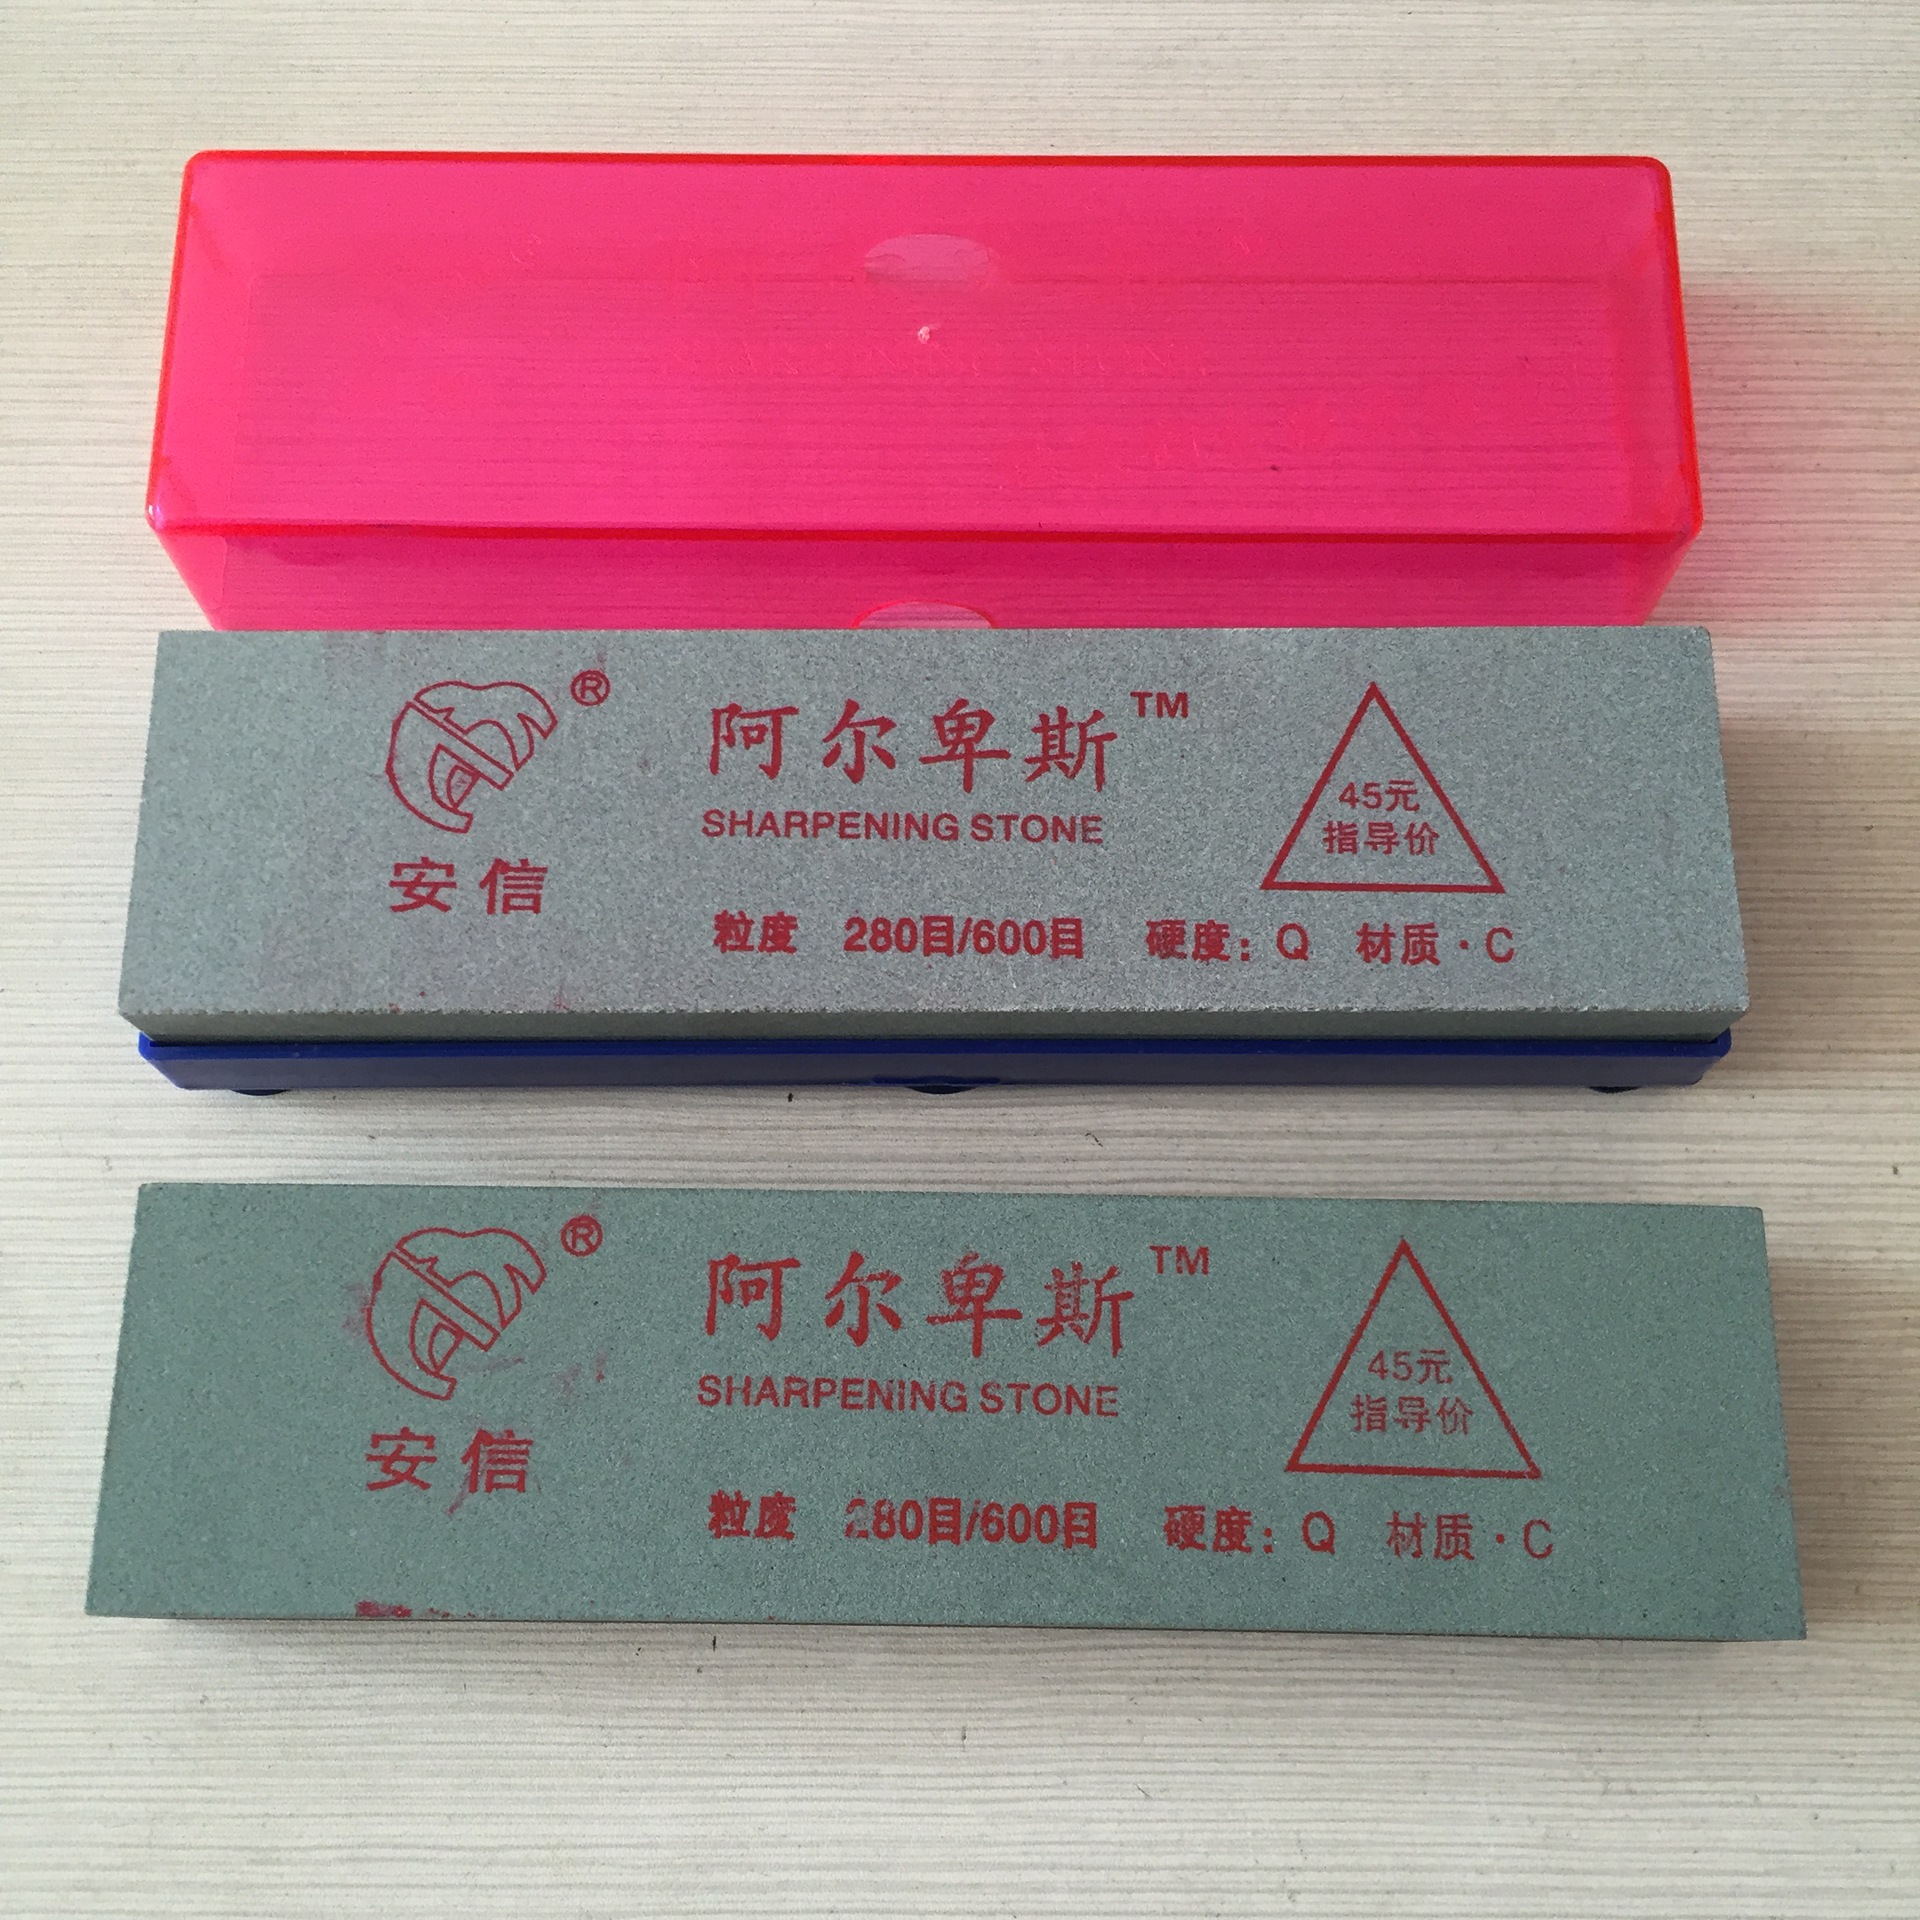 ®
阿尔卑斯™
SHARPENING STONE
45元
指导价
安信
粒度 280目/600目 硬度：Q 材质·C
®
阿尔卑斯™
SHARPENING STONE
45元
指导价
安信
粒度 280目/600目 硬度：Q 材质·C